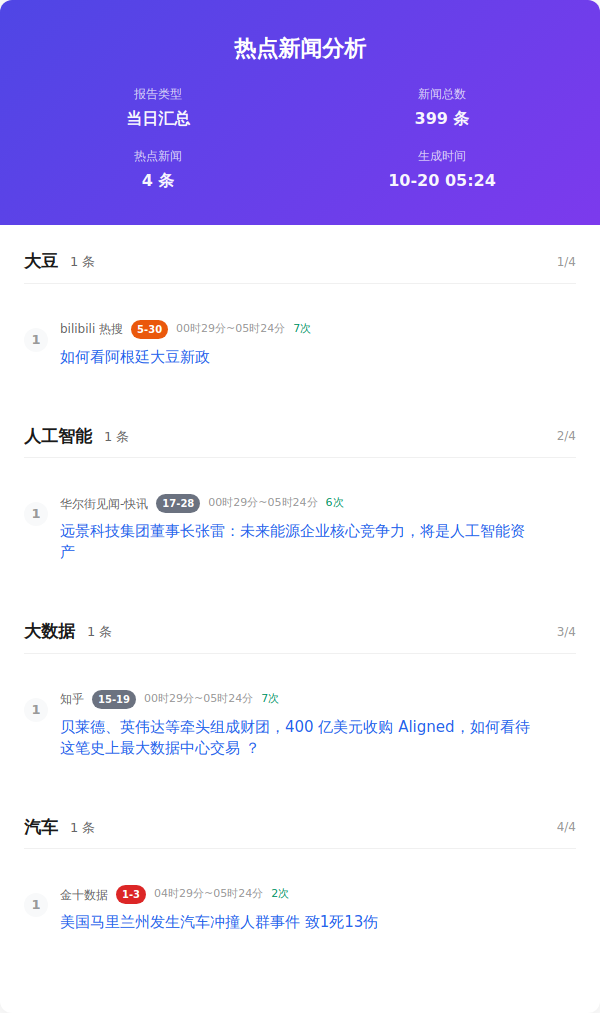 热点新闻分析
报告类型
当日汇总
新闻总数
399 条
热点新闻
4 条
生成时间
10-20 05:24
大豆 1 条 1/4
1 bilibili 热搜 5-30 00时29分~05时24分 7次
如何看阿根廷大豆新政
人工智能 1 条 2/4
1 华尔街见闻-快讯 17-28 00时29分~05时24分 6次
远景科技集团董事长张雷：未来能源企业核心竞争力，将是人工智能资
产
大数据 1 条 3/4
1 知乎 15-19 00时29分~05时24分 7次
贝莱德、英伟达等牵头组成财团，400 亿美元收购 Aligned，如何看待
这笔史上最大数据中心交易 ？
汽车 1 条 4/4
1 金十数据 1-3 04时29分~05时24分 2次
美国马里兰州发生汽车冲撞人群事件 致1死13伤